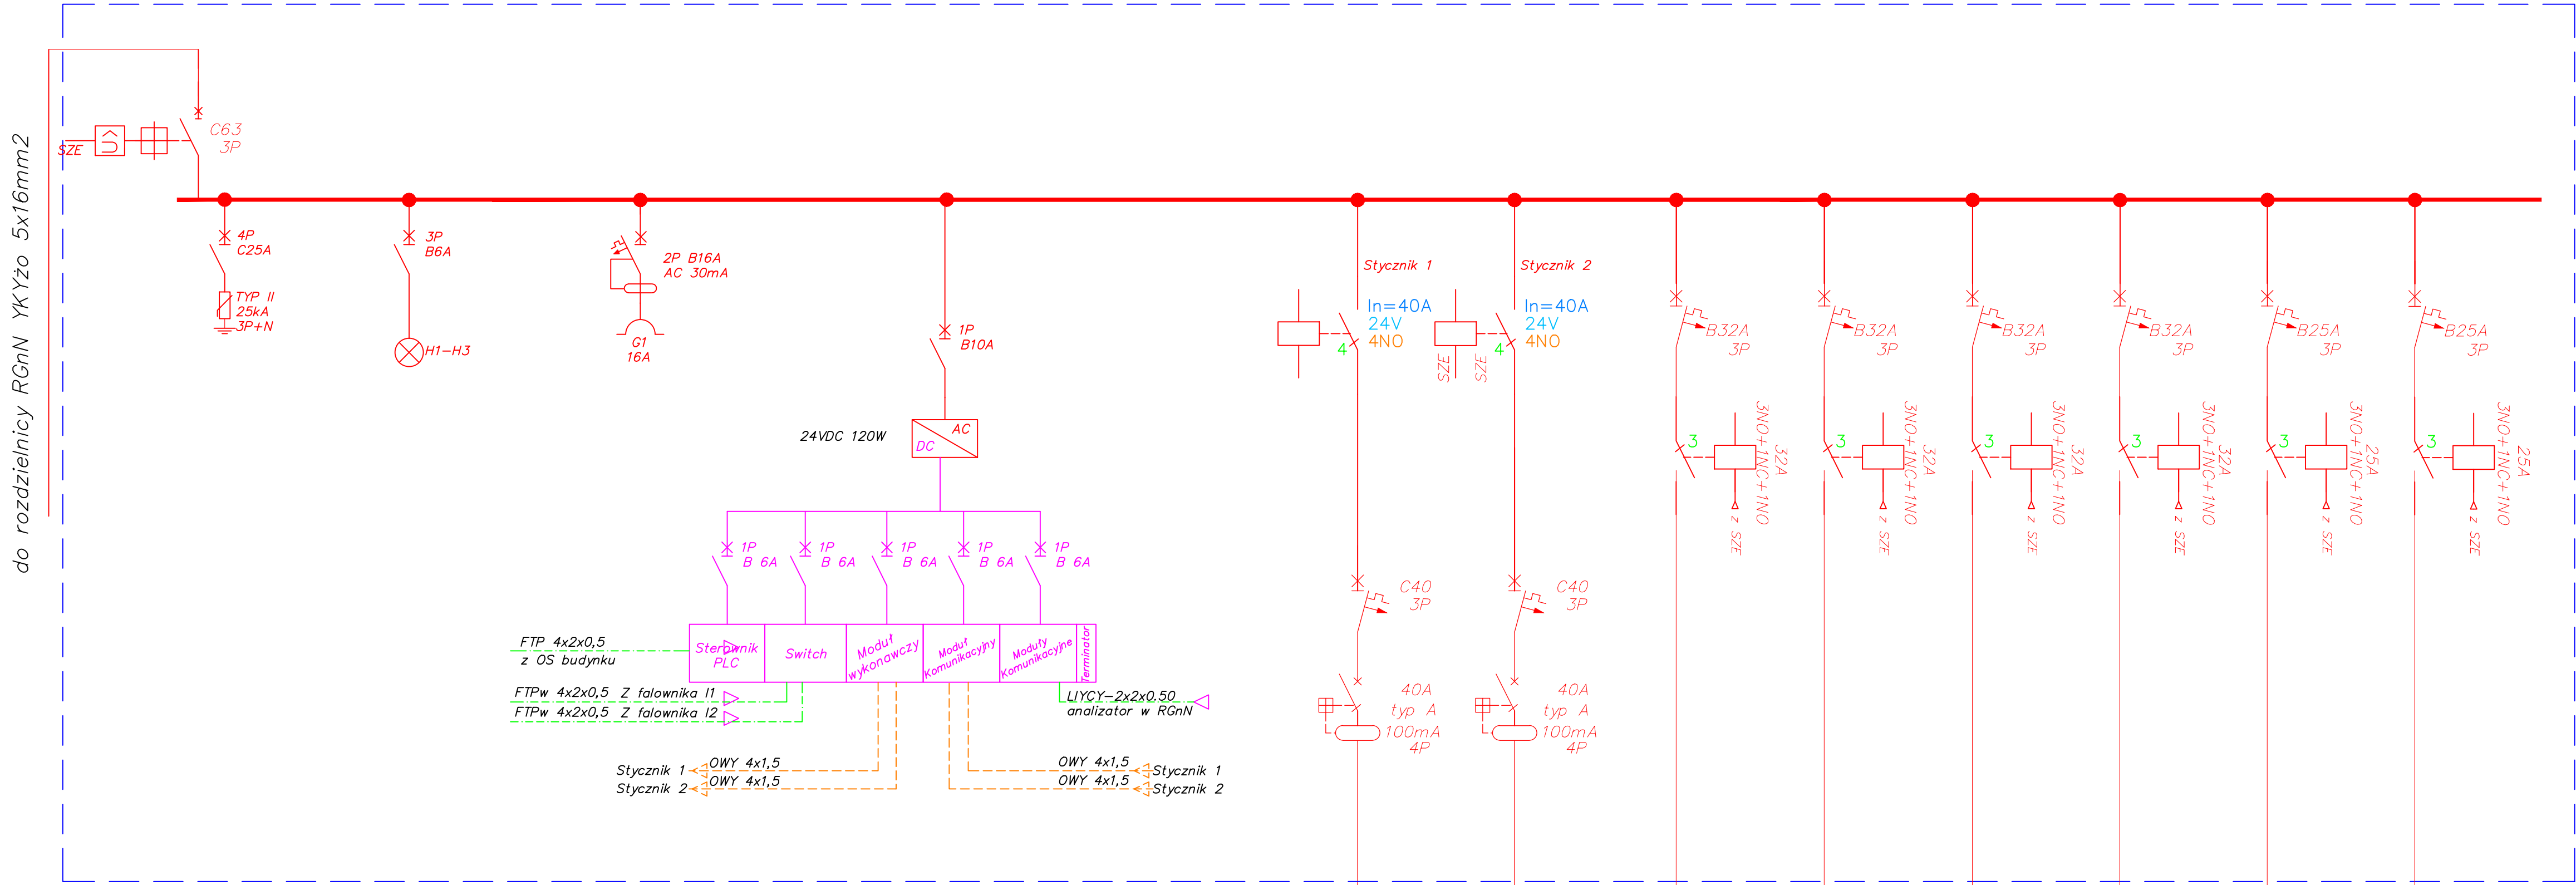 do rozdzielnicy RGnN YKYżo 5x16mm2
SZE
C63
3P
4P
C25A
TYP II
25kA
3P+N
3P
B6A
H1-H3
2P B16A
AC 30mA
G1
16A
1P
B10A
24VDC 120W
AC
DC
1P
B 6A
1P
B 6A
1P
B 6A
1P
B 6A
1P
B 6A
Sterownik
PLC
Switch
Moduł
wykonawczy
Moduł
Komunikacyjny
Moduły
Komunikacyjne
Terminator
FTP 4x2x0,5
z OS budynku
FTPw 4x2x0,5 Z falownika I1
FTPw 4x2x0,5 Z falownika I2
LIYCY-2x2x0.50
analizator w RGnN
Stycznik 1
OWY 4x1,5
Stycznik 2
OWY 4x1,5
OWY 4x1,5
Stycznik 1
OWY 4x1,5
Stycznik 2
Stycznik 1
In=40A
24V
4NO
4
SZE
C40
3P
40A
typ A
100mA
4P
Stycznik 2
In=40A
24V
4NO
4
SZE
C40
3P
40A
typ A
100mA
4P
B32A
3P
3
32A
3NO+1NC+1NO
z SZE
B32A
3P
3
32A
3NO+1NC+1NO
z SZE
B32A
3P
3
32A
3NO+1NC+1NO
z SZE
B32A
3P
3
32A
3NO+1NC+1NO
z SZE
B25A
3P
3
25A
3NO+1NC+1NO
z SZE
B25A
3P
3
25A
3NO+1NC+1NO
z SZE